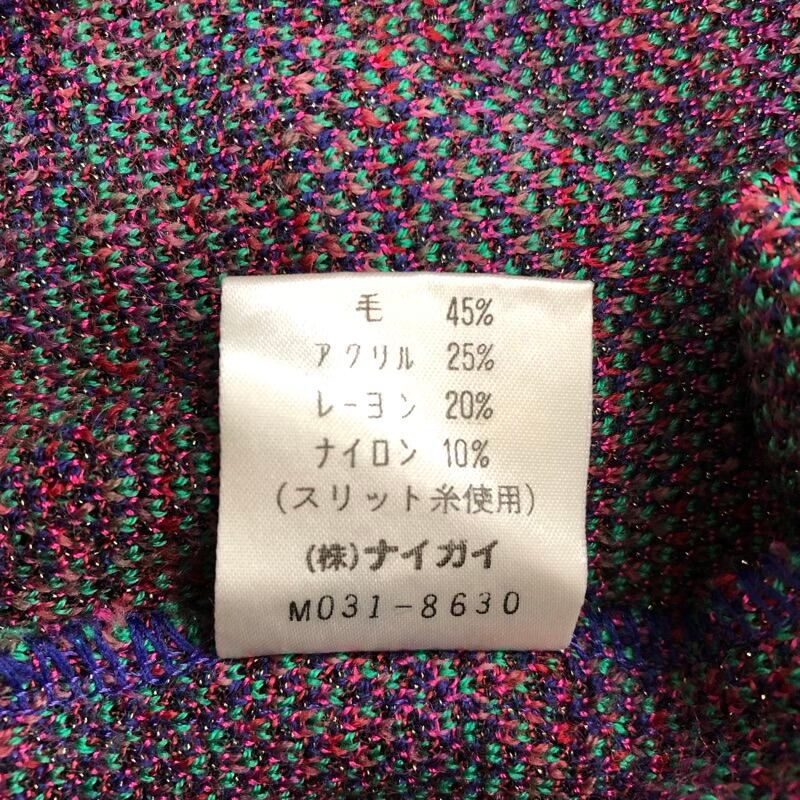 毛 45%
アクリル 25%
レーヨン 20%
ナイロン 10%
(スリット糸使用)
(株)ナイガイ
M031-8630